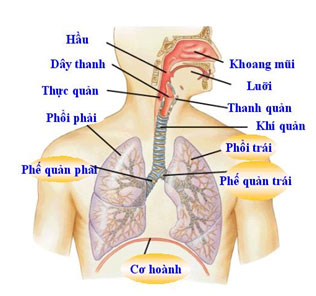 Hầu
Dây thanh
Thực quản
Phổi phải
Phế quản phải
Khoang mũi
Lưỡi
Thanh quản
Khí quản
Phổi trái
Phế quản trái
Cơ hoành